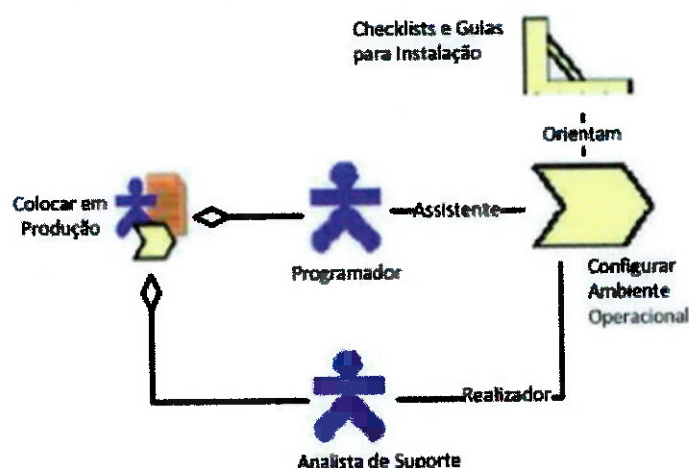 Checklists e Guias
para Instalação
Orientam
Colocar em
Produção
Assistente
Programador
Configurar
Ambiente
Operacional
Realizador
Analista de Suporte